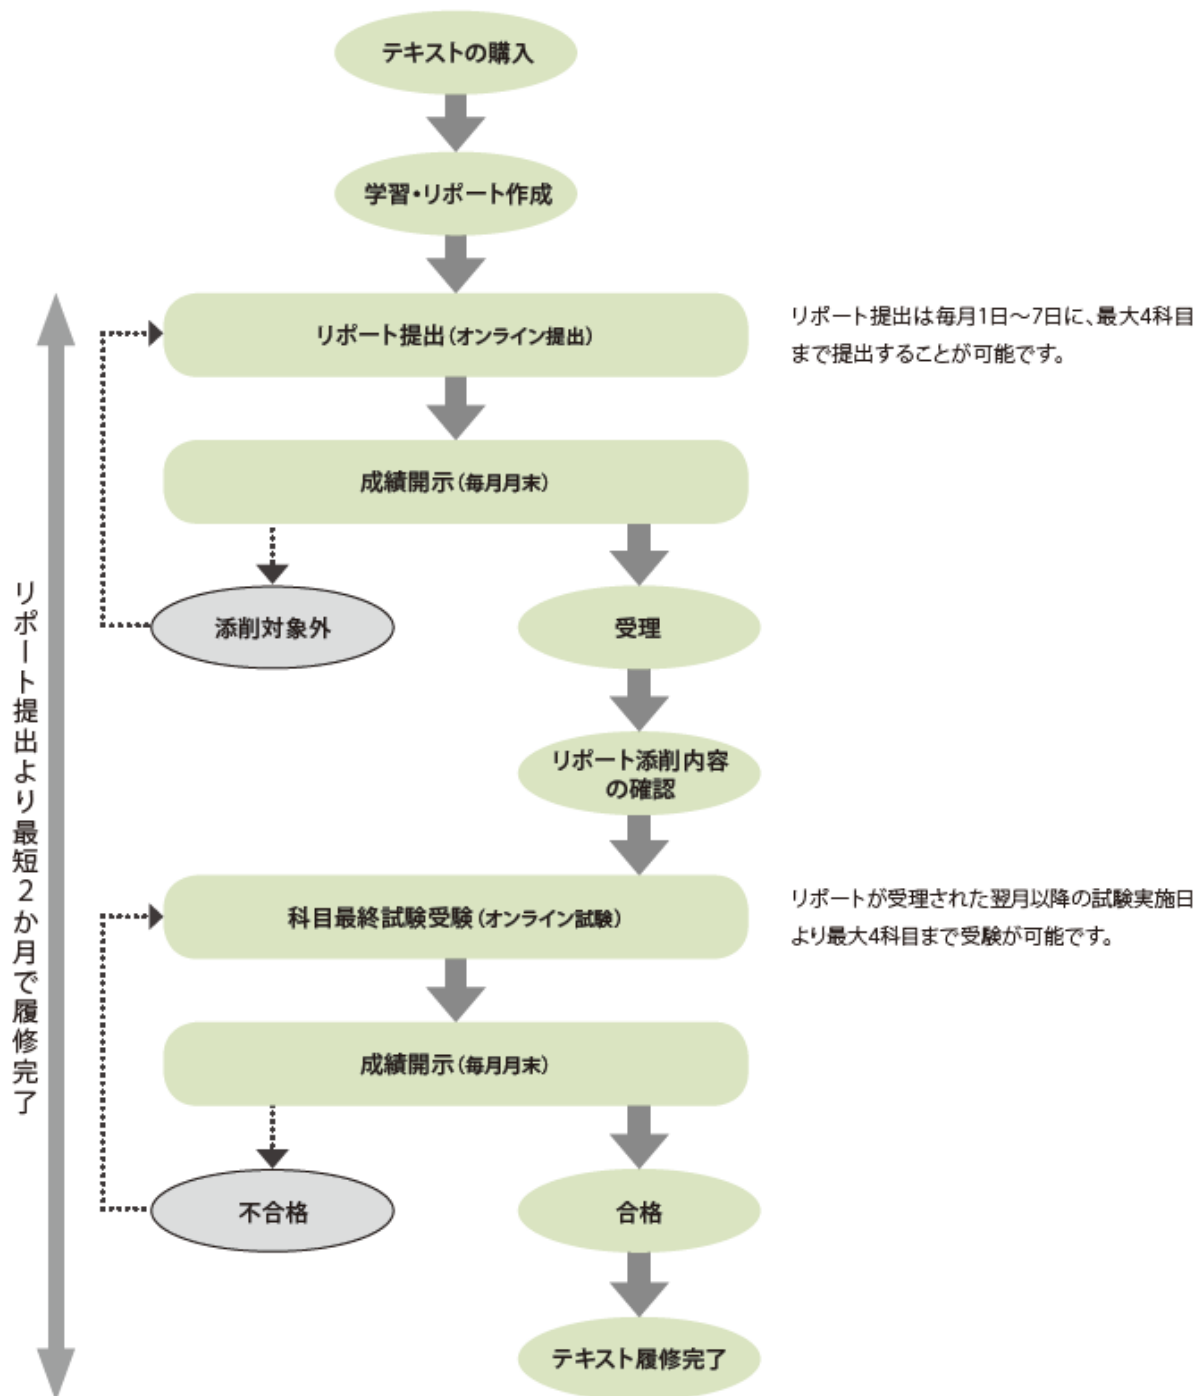 テキストの購入
学習・リポート作成
リポート提出(オンライン提出)
リポート提出は毎月1日～7日に、最大4科目
まで提出することが可能です。
成績開示(毎月月末)
添削対象外
受理
リポート添削内容
の確認
リポート提出より最短2か月で履修完了
科目最終試験受験(オンライン試験)
リポートが受理された翌月以降の試験実施日
より最大4科目まで受験が可能です。
成績開示(毎月月末)
不合格
合格
テキスト履修完了